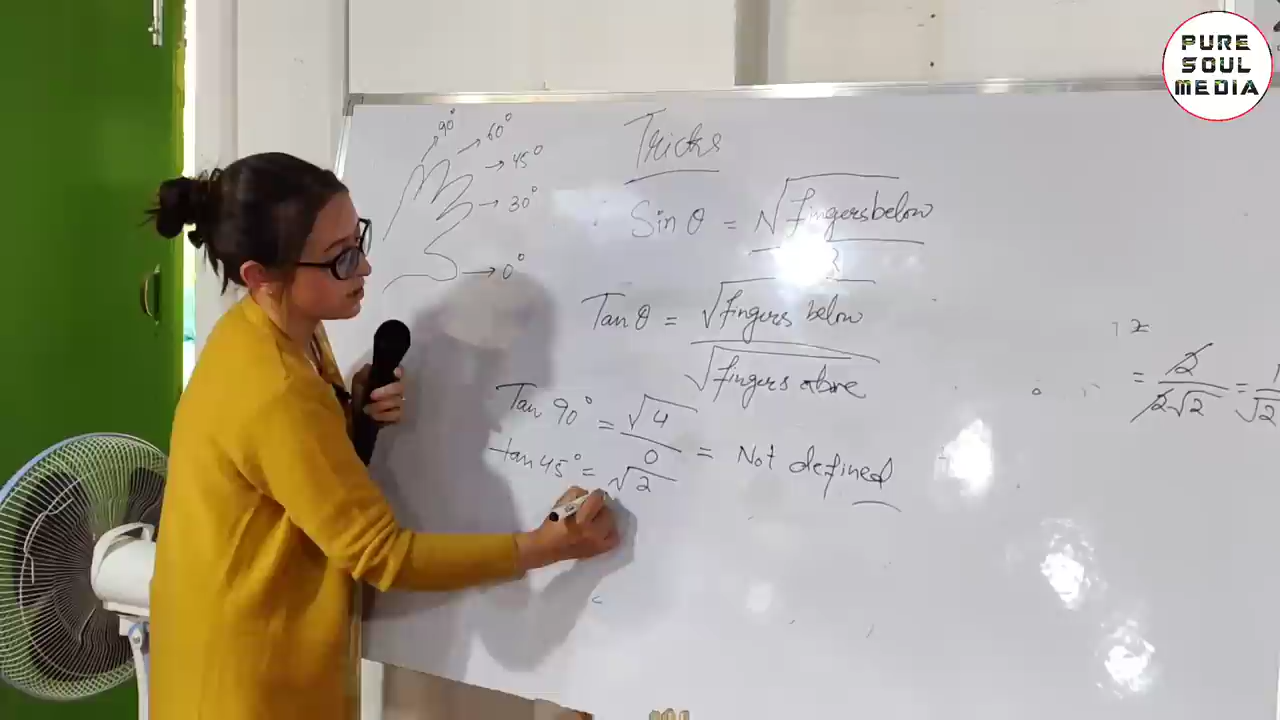 PURE
SOUL
MEDIA
Tricks
90°
60°
→ 45°
→ 30°
→ 0°
Sin θ = √fingers below / 2
Tan θ = √fingers below / √fingers above
Tan 90° = √4 / 0 = Not defined
tan 45° = √2
= 2 / 2√2 = 1 / √2